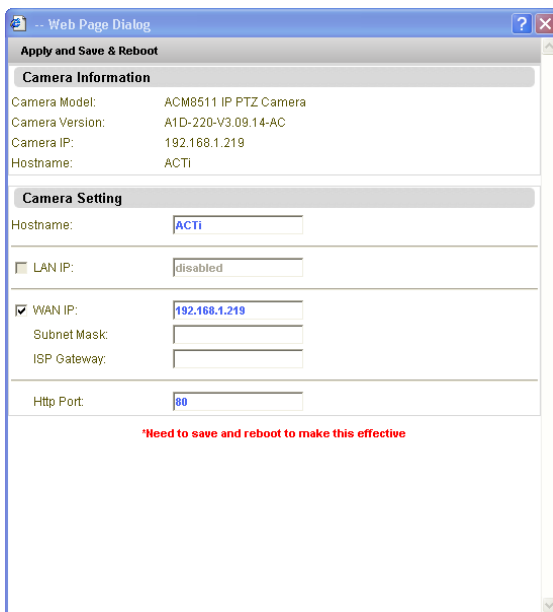 -- Web Page Dialog
Apply and Save & Reboot
Camera Information
Camera Model: ACM8511 IP PTZ Camera
Camera Version: A1D-220-V3.09.14-AC
Camera IP: 192.168.1.219
Hostname: ACTi
Camera Setting
Hostname: ACTi
LAN IP: disabled
WAN IP: 192.168.1.219
Subnet Mask:
ISP Gateway:
Http Port: 80
*Need to save and reboot to make this effective